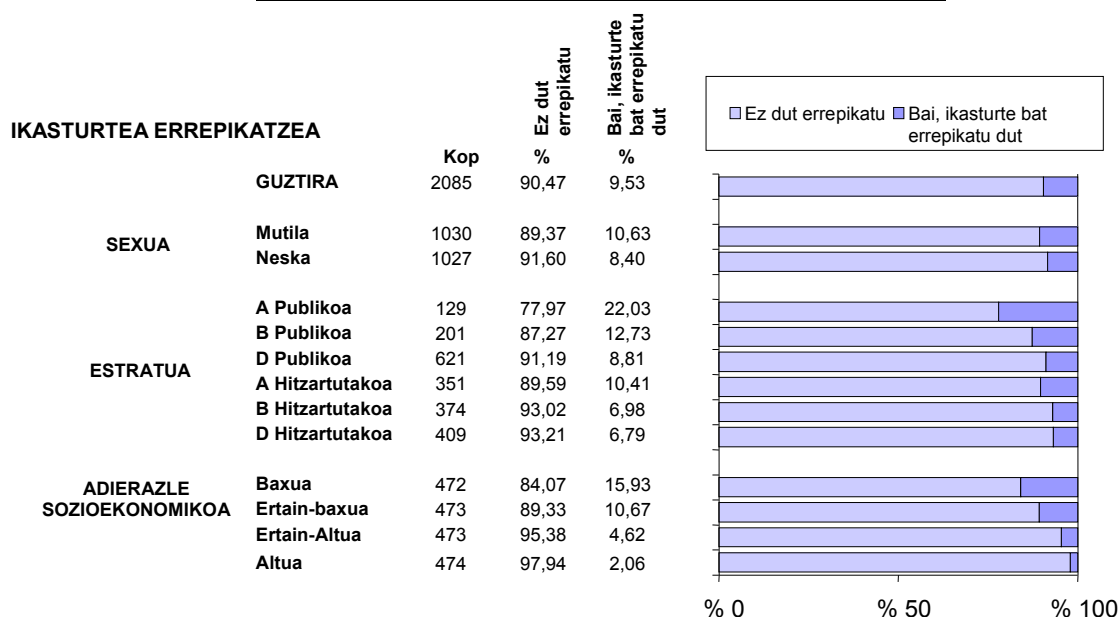 Ez dut
errepikatu
Bai, ikasturte
bat errepikatu
dut
Ez dut errepikatu Bai, ikasturte bat
errepikatu dut
IKASTURTEA ERREPIKATZEA
Kop % %
GUZTIRA 2085 90,47 9,53
SEXUA
Mutila 1030 89,37 10,63
Neska 1027 91,60 8,40
ESTRATUA
A Publikoa 129 77,97 22,03
B Publikoa 201 87,27 12,73
D Publikoa 621 91,19 8,81
A Hitzartutakoa 351 89,59 10,41
B Hitzartutakoa 374 93,02 6,98
D Hitzartutakoa 409 93,21 6,79
ADIERAZLE
SOZIOEKONOMIKOA
Baxua 472 84,07 15,93
Ertain-baxua 473 89,33 10,67
Ertain-Altua 473 95,38 4,62
Altua 474 97,94 2,06
% 0 % 50 % 100